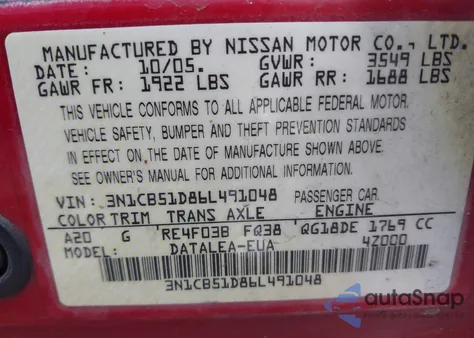 MANUFACTURED BY NISSAN MOTOR CO., LTD.
DATE: 10/05. GVWR: 3549 LBS
GAWR FR: 1922 LBS GAWR RR: 1688 LBS
THIS VEHICLE CONFORMS TO ALL APPLICABLE FEDERAL MOTOR.
VEHICLE SAFETY, BUMPER AND THEFT PREVENTION STANDARDS
IN EFFECT ON THE DATE OF MANUFACTURE SHOWN ABOVE.
SEE OWNER'S MANUAL FOR ADDITIONAL INFORMATION.
VIN: 3N1CB51D86L491048 PASSENGER CAR.
COLOR TRIM TRANS AXLE ENGINE
A20 G RE4F03B FQ38 QG18DE 1769 CC
MODEL: DATALEA-EUA 4Z000
3N1CB51D86L491048
autoSnap